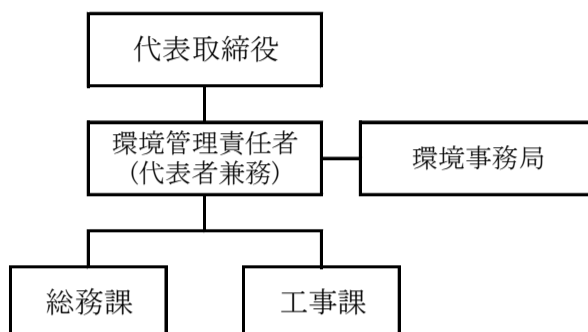 代表取締役
環境管理責任者
(代表者兼務)
環境事務局
総務課
工事課